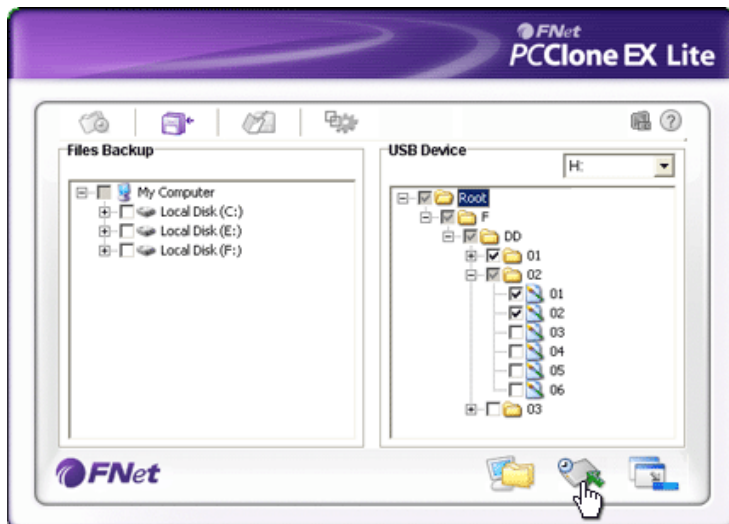 FNet
PCClone EX Lite
Files Backup
My Computer
Local Disk (C:)
Local Disk (E:)
Local Disk (F:)
USB Device
H:
Root
F
DD
01
02
01
02
03
04
05
06
03
FNet